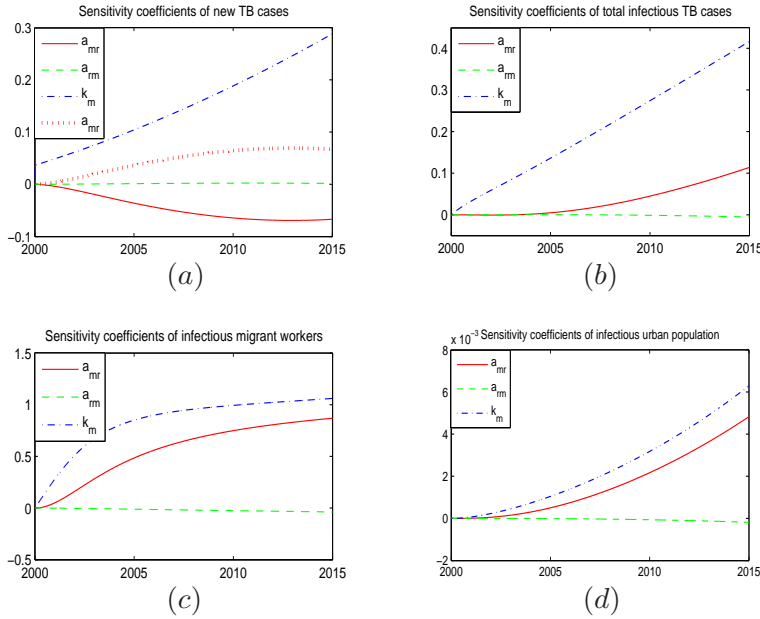 Sensitivity coefficients of new TB cases
0.3
0.2
0.1
0
−0.1
2000 2005 2010 2015
a_mr
a_rm
k_m
a_mr
(a)
Sensitivity coefficients of total infectious TB cases
0.4
0.3
0.2
0.1
0
2000 2005 2010 2015
a_mr
a_rm
k_m
(b)
Sensitivity coefficients of infectious migrant workers
1.5
1
0.5
0
−0.5
2000 2005 2010 2015
a_mr
a_rm
k_m
(c)
x 10^−3 Sensitivity coefficients of infectious urban population
8
6
4
2
0
−2
2000 2005 2010 2015
a_mr
a_rm
k_m
(d)